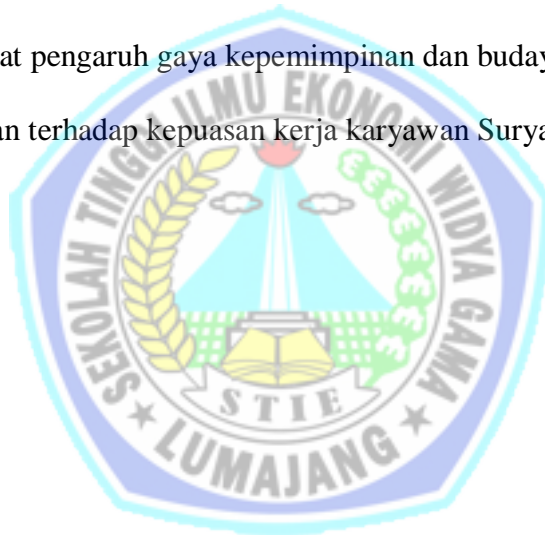 at pengaruh gaya kepemimpinan dan buday
an terhadap kepuasan kerja karyawan Surya
SEKOLAH TINGGI ILMU EKONOMI WIDYA GAMA
STIE
LUMAJANG